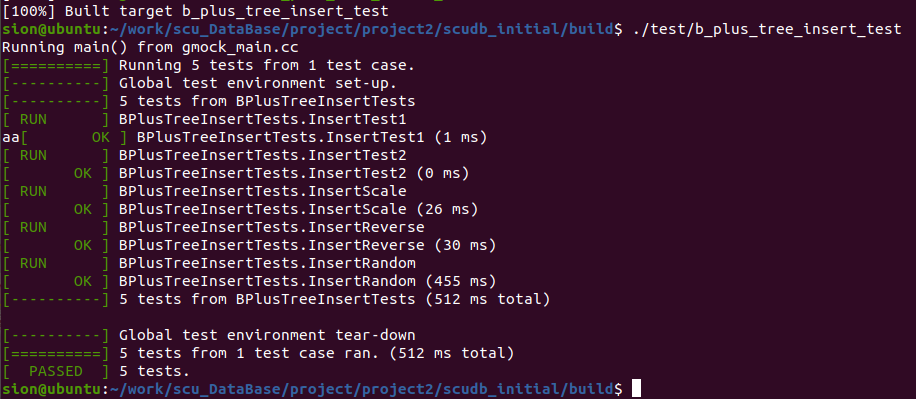 [100%] Built target b_plus_tree_insert_test
sion@ubuntu:~/work/scu_DataBase/project/project2/scudb_initial/build$ ./test/b_plus_tree_insert_test
Running main() from gmock_main.cc
[==========] Running 5 tests from 1 test case.
[----------] Global test environment set-up.
[----------] 5 tests from BPlusTreeInsertTests
[ RUN      ] BPlusTreeInsertTests.InsertTest1
aa[       OK ] BPlusTreeInsertTests.InsertTest1 (1 ms)
[ RUN      ] BPlusTreeInsertTests.InsertTest2
[       OK ] BPlusTreeInsertTests.InsertTest2 (0 ms)
[ RUN      ] BPlusTreeInsertTests.InsertScale
[       OK ] BPlusTreeInsertTests.InsertScale (26 ms)
[ RUN      ] BPlusTreeInsertTests.InsertReverse
[       OK ] BPlusTreeInsertTests.InsertReverse (30 ms)
[ RUN      ] BPlusTreeInsertTests.InsertRandom
[       OK ] BPlusTreeInsertTests.InsertRandom (455 ms)
[----------] 5 tests from BPlusTreeInsertTests (512 ms total)

[----------] Global test environment tear-down
[==========] 5 tests from 1 test case ran. (512 ms total)
[  PASSED  ] 5 tests.
sion@ubuntu:~/work/scu_DataBase/project/project2/scudb_initial/build$